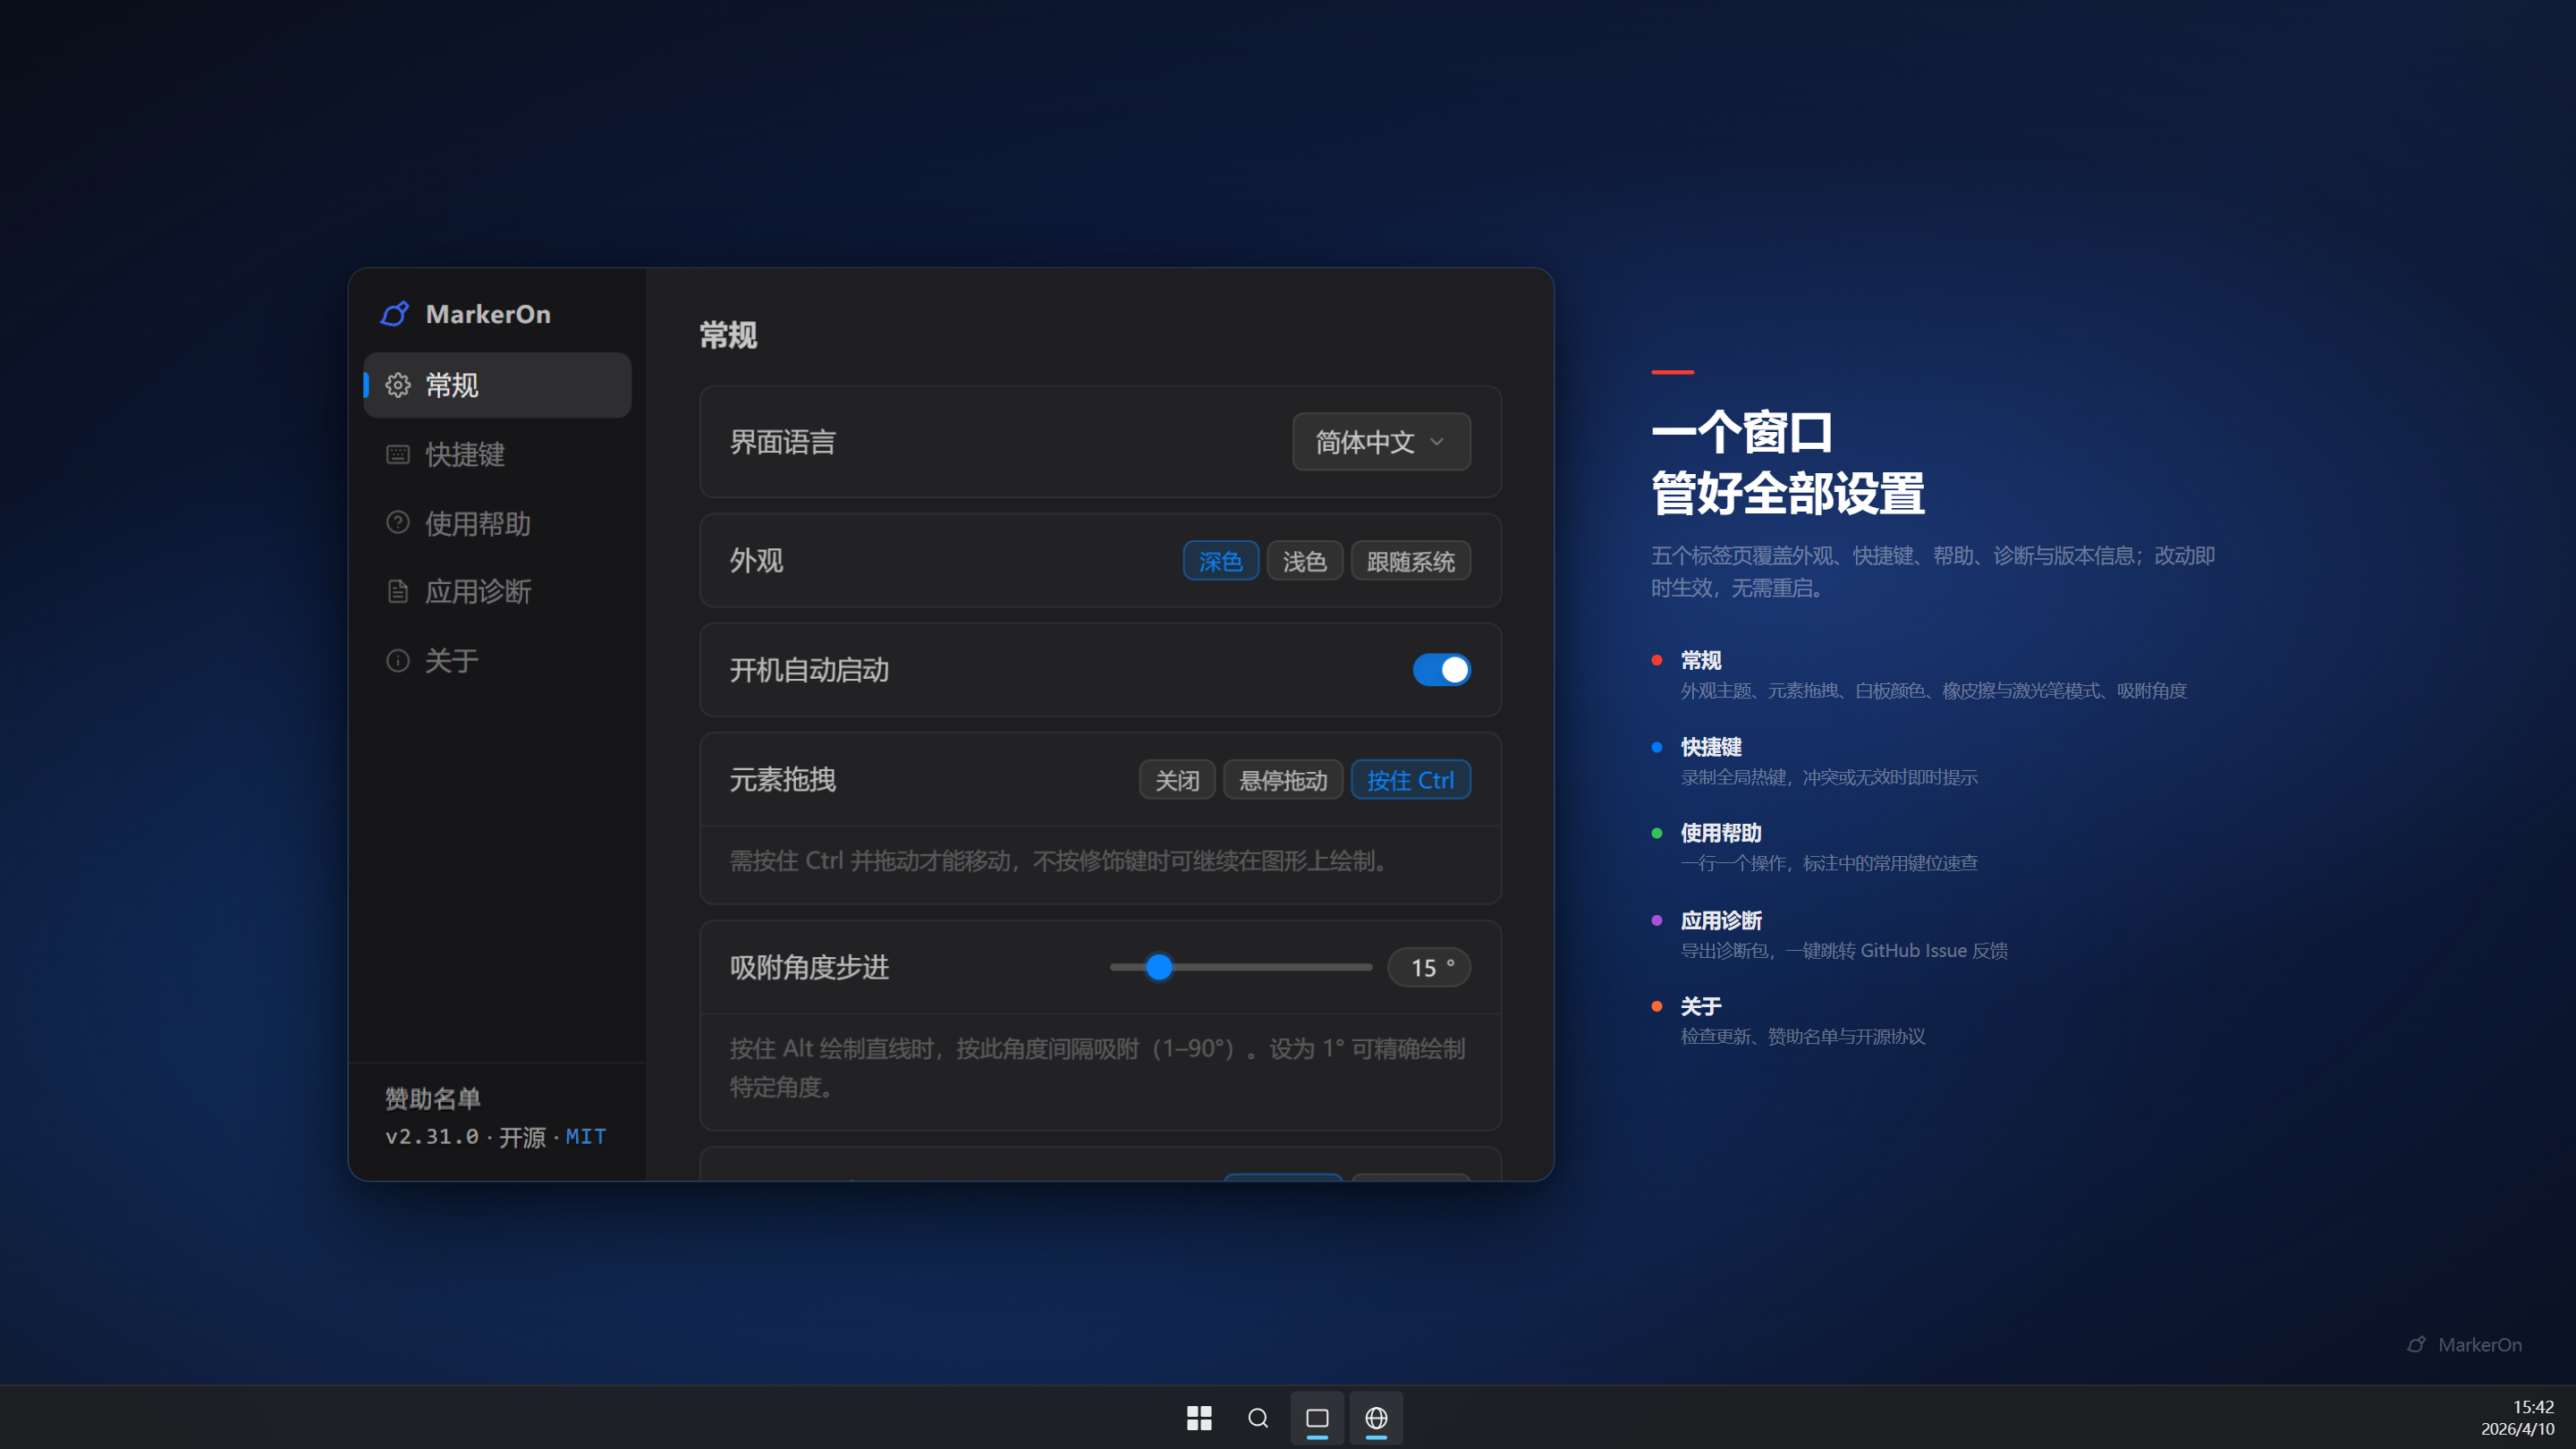 MarkerOn
常规
快捷键
使用帮助
应用诊断
关于
赞助名单
v2.31.0 · 开源 · MIT
常规
界面语言
简体中文
外观
深色
浅色
跟随系统
开机自动启动
元素拖拽
关闭
悬停拖动
按住 Ctrl
需按住 Ctrl 并拖动才能移动，不按修饰键时可继续在图形上绘制。
吸附角度步进
15 °
按住 Alt 绘制直线时，按此角度间隔吸附（1–90°）。设为 1° 可精确绘制
特定角度。
一个窗口
管好全部设置
五个标签页覆盖外观、快捷键、帮助、诊断与版本信息；改动即
时生效，无需重启。
常规
外观主题、元素拖拽、白板颜色、橡皮擦与激光笔模式、吸附角度
快捷键
录制全局热键，冲突或无效时即时提示
使用帮助
一行一个操作，标注中的常用键位速查
应用诊断
导出诊断包，一键跳转 GitHub Issue 反馈
关于
检查更新、赞助名单与开源协议
MarkerOn
15:42
2026/4/10